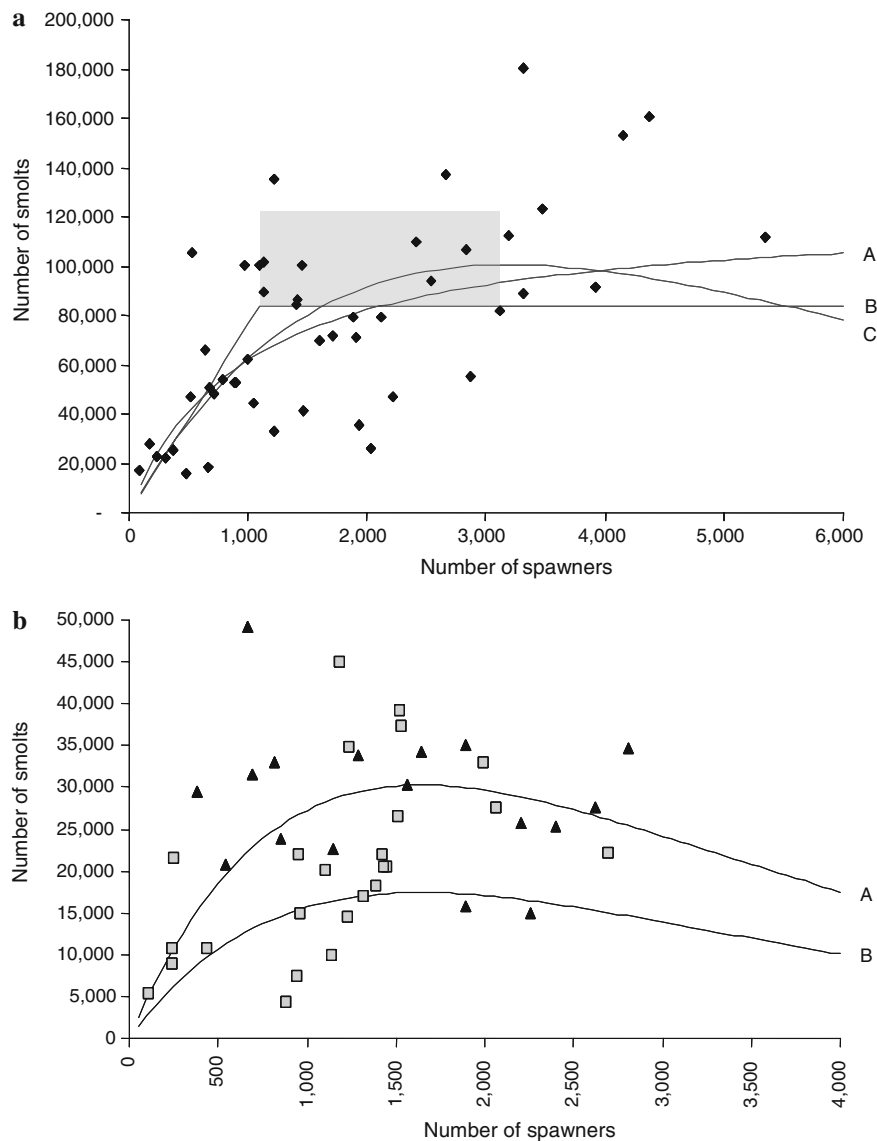 a
200,000
180,000
160,000
140,000
120,000
100,000
80,000
60,000
40,000
20,000
-
Number of smolts
A
B
C
0 1,000 2,000 3,000 4,000 5,000 6,000
Number of spawners
b
50,000
45,000
40,000
35,000
30,000
25,000
20,000
15,000
10,000
5,000
0
Number of smolts
A
B
0 500 1,000 1,500 2,000 2,500 3,000 3,500 4,000
Number of spawners